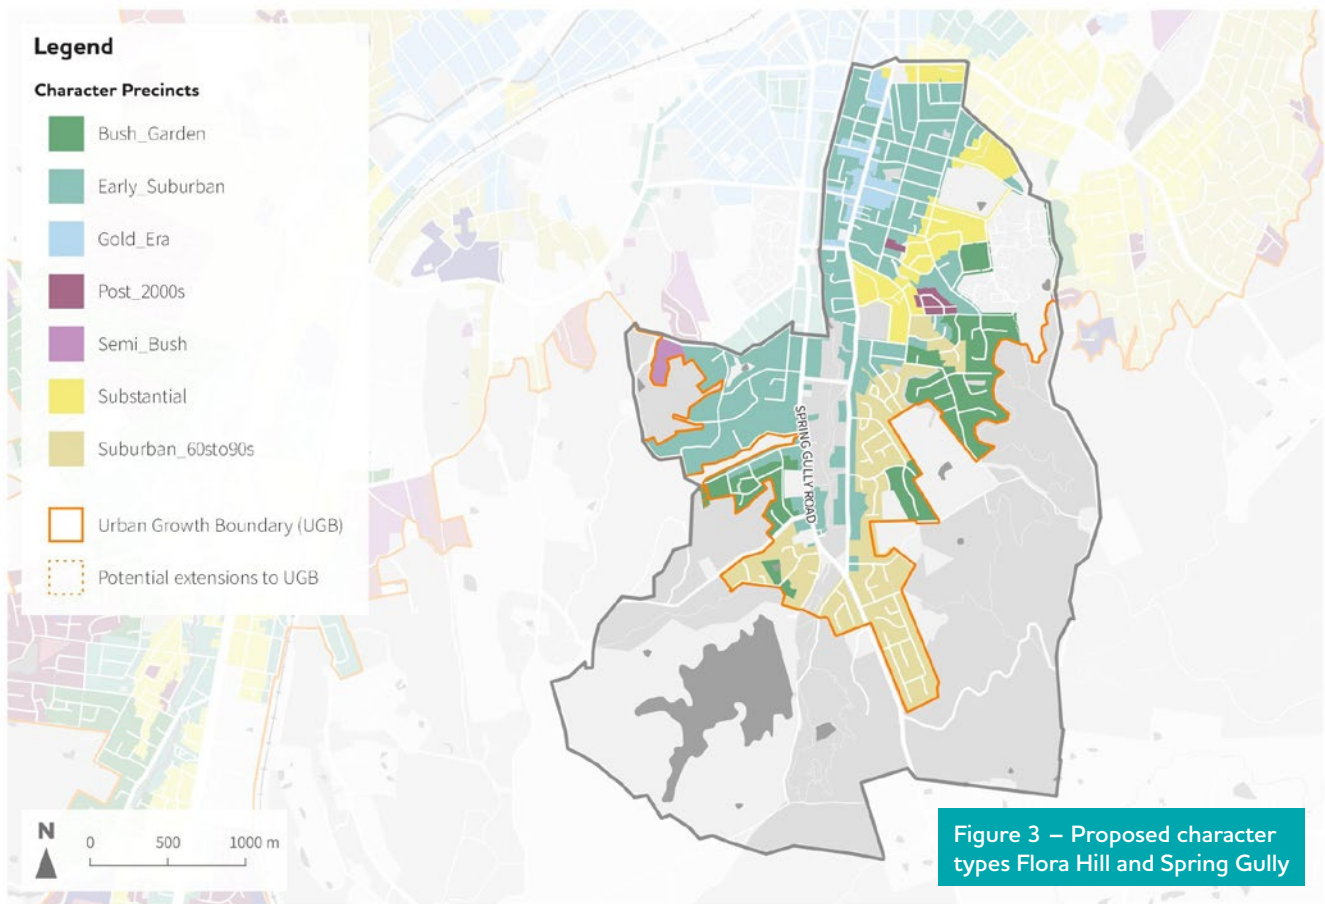 Legend
Character Precincts
Bush_Garden
Early_Suburban
Gold_Era
Post_2000s
Semi_Bush
Substantial
Suburban_60sto90s
Urban Growth Boundary (UGB)
Potential extensions to UGB
SPRING GULLY ROAD
N
0 500 1000 m
Figure 3 – Proposed character
types Flora Hill and Spring Gully